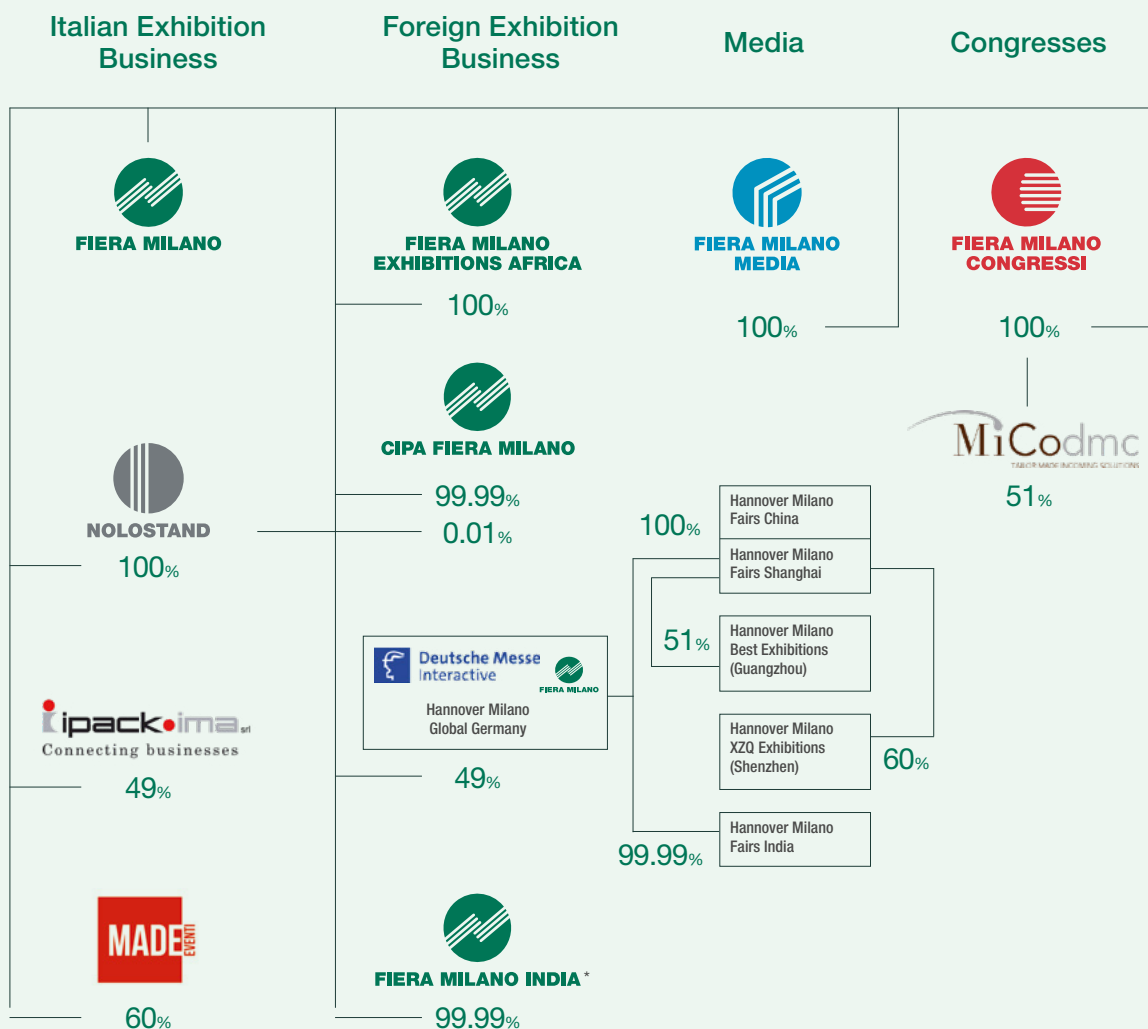 Italian Exhibition
Business
Foreign Exhibition
Business
Media
Congresses
FIERA MILANO
FIERA MILANO
EXHIBITIONS AFRICA
100%
FIERA MILANO
MEDIA
100%
FIERA MILANO
CONGRESSI
100%
NOLOSTAND
100%
CIPA FIERA MILANO
99.99%
0.01%
MiCodmc
TAILOR MADE INCOMING SOLUTIONS
51%
100%
Hannover Milano
Fairs China
Hannover Milano
Fairs Shanghai
51%
Hannover Milano
Best Exhibitions
(Guangzhou)
Deutsche Messe
Interactive
FIERA MILANO
Hannover Milano
Global Germany
49%
Hannover Milano
XZQ Exhibitions
(Shenzhen)
60%
99.99%
Hannover Milano
Fairs India
ipack•ima srl
Connecting businesses
49%
MADE
EVENTI
60%
FIERA MILANO INDIA *
99.99%